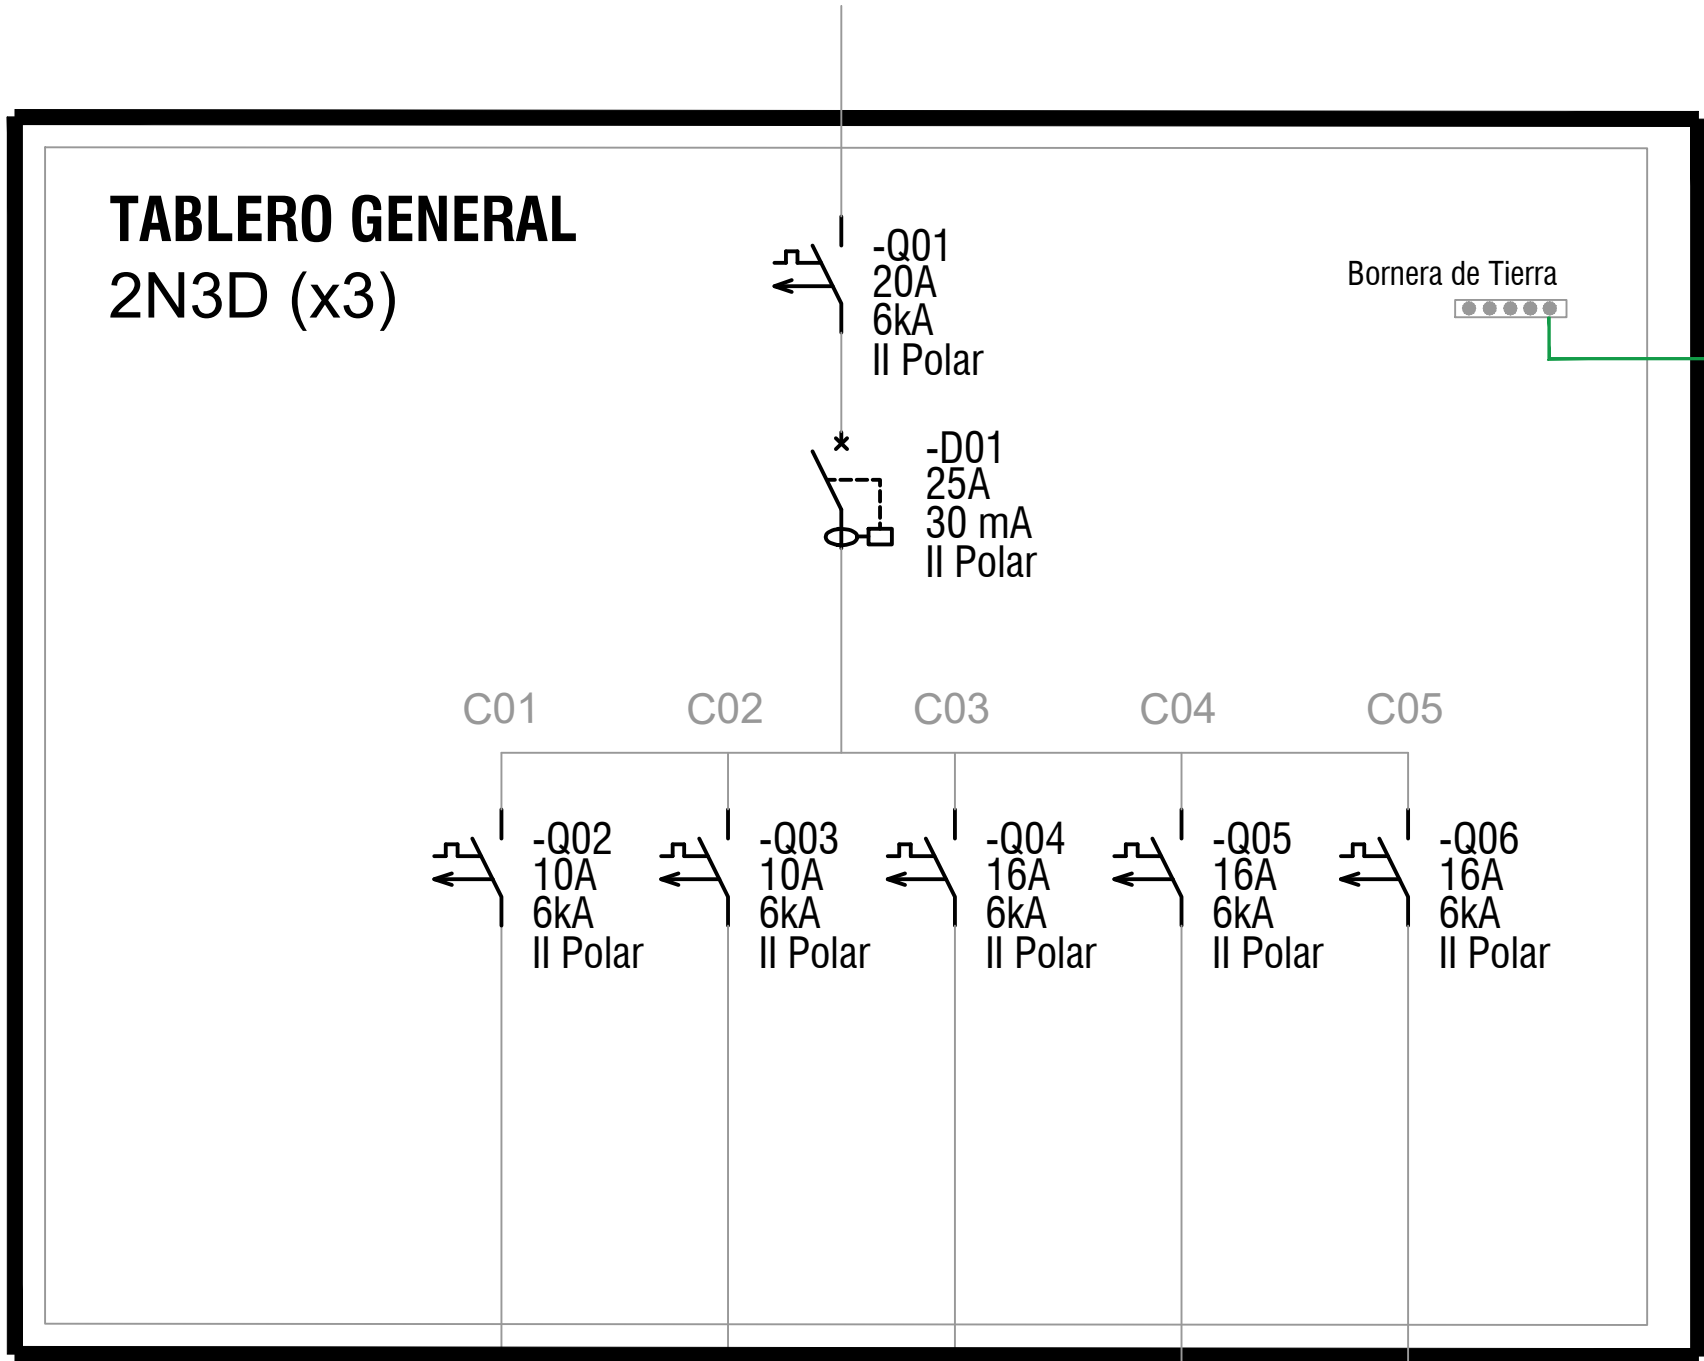 TABLERO GENERAL
2N3D (x3)
-Q01
20A
6kA
II Polar
Bornera de Tierra
-D01
25A
30 mA
II Polar
C01
C02
C03
C04
C05
-Q02
10A
6kA
II Polar
-Q03
10A
6kA
II Polar
-Q04
16A
6kA
II Polar
-Q05
16A
6kA
II Polar
-Q06
16A
6kA
II Polar